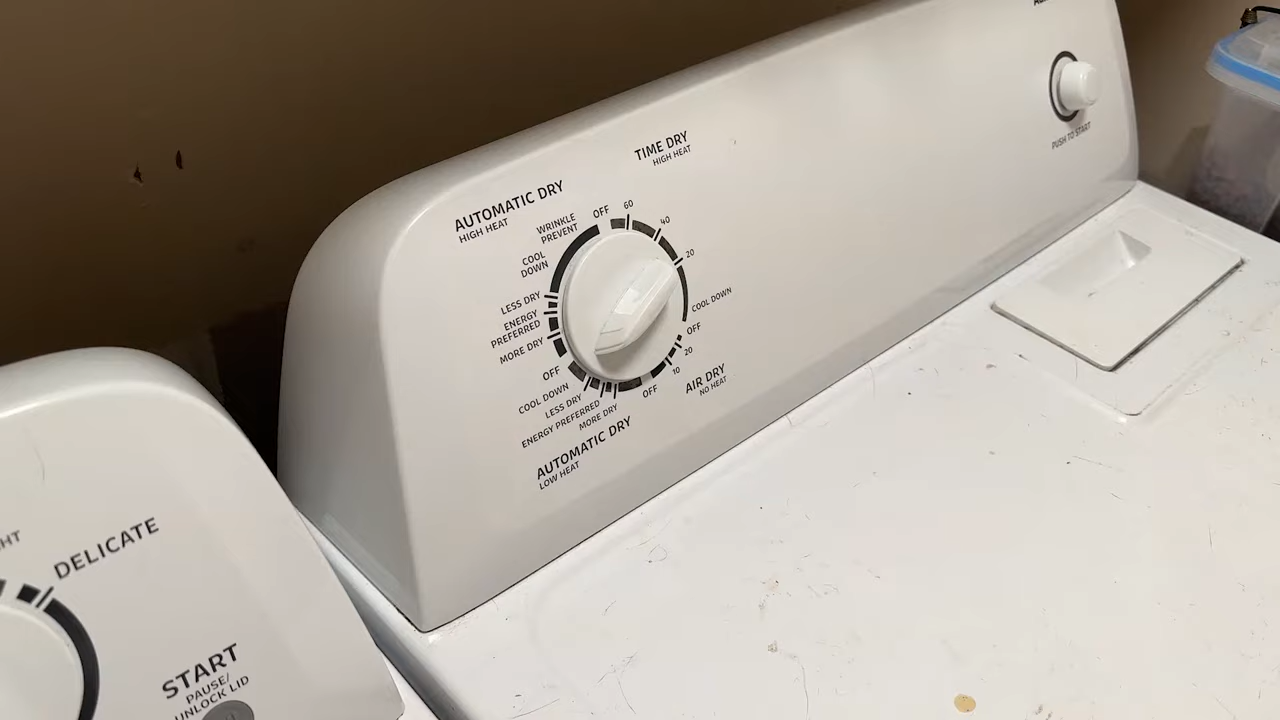 TIME DRY
HIGH HEAT
AUTOMATIC DRY
HIGH HEAT
WRINKLE
PREVENT
OFF
60
40
20
COOL
DOWN
COOL DOWN
LESS DRY
ENERGY
PREFERRED
MORE DRY
OFF
20
10
OFF
AIR DRY
NO HEAT
OFF
COOL DOWN
LESS DRY
ENERGY PREFERRED
MORE DRY
AUTOMATIC DRY
LOW HEAT
PUSH TO START
DELICATE
START
PAUSE/
UNLOCK LID